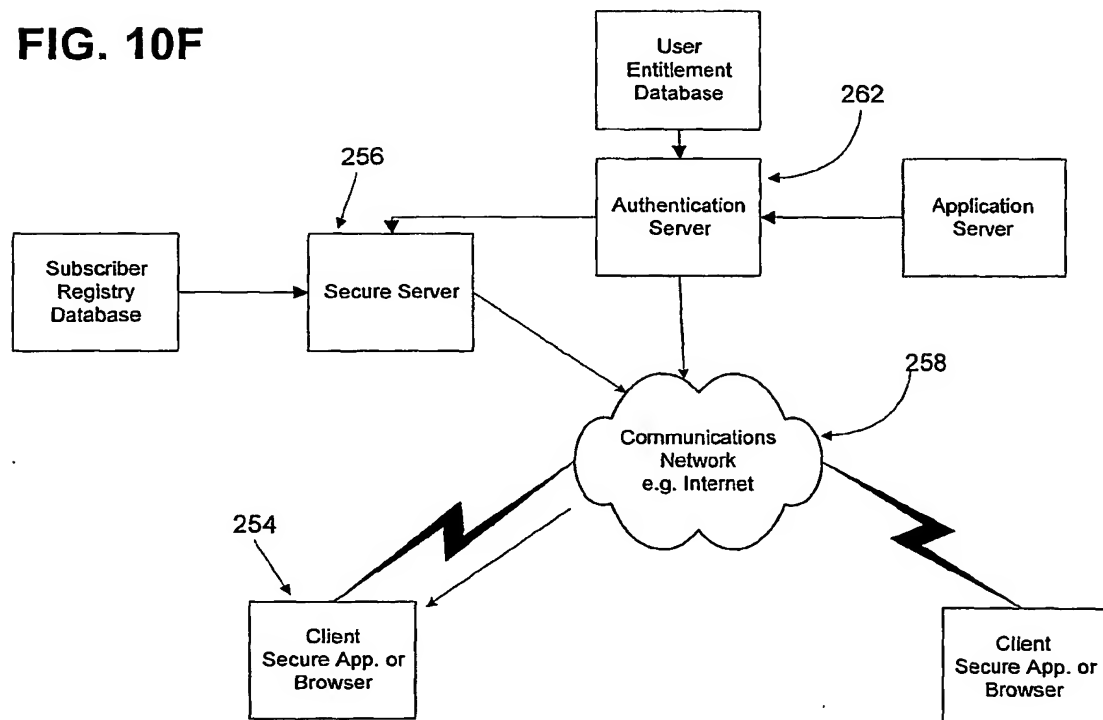 FIG. 10F
User
Entitlement
Database
262
256
Authentication
Server
Application
Server
Subscriber
Registry
Database
Secure Server
258
Communications
Network
e.g. Internet
254
Client
Secure App. or
Browser
Client
Secure App. or
Browser